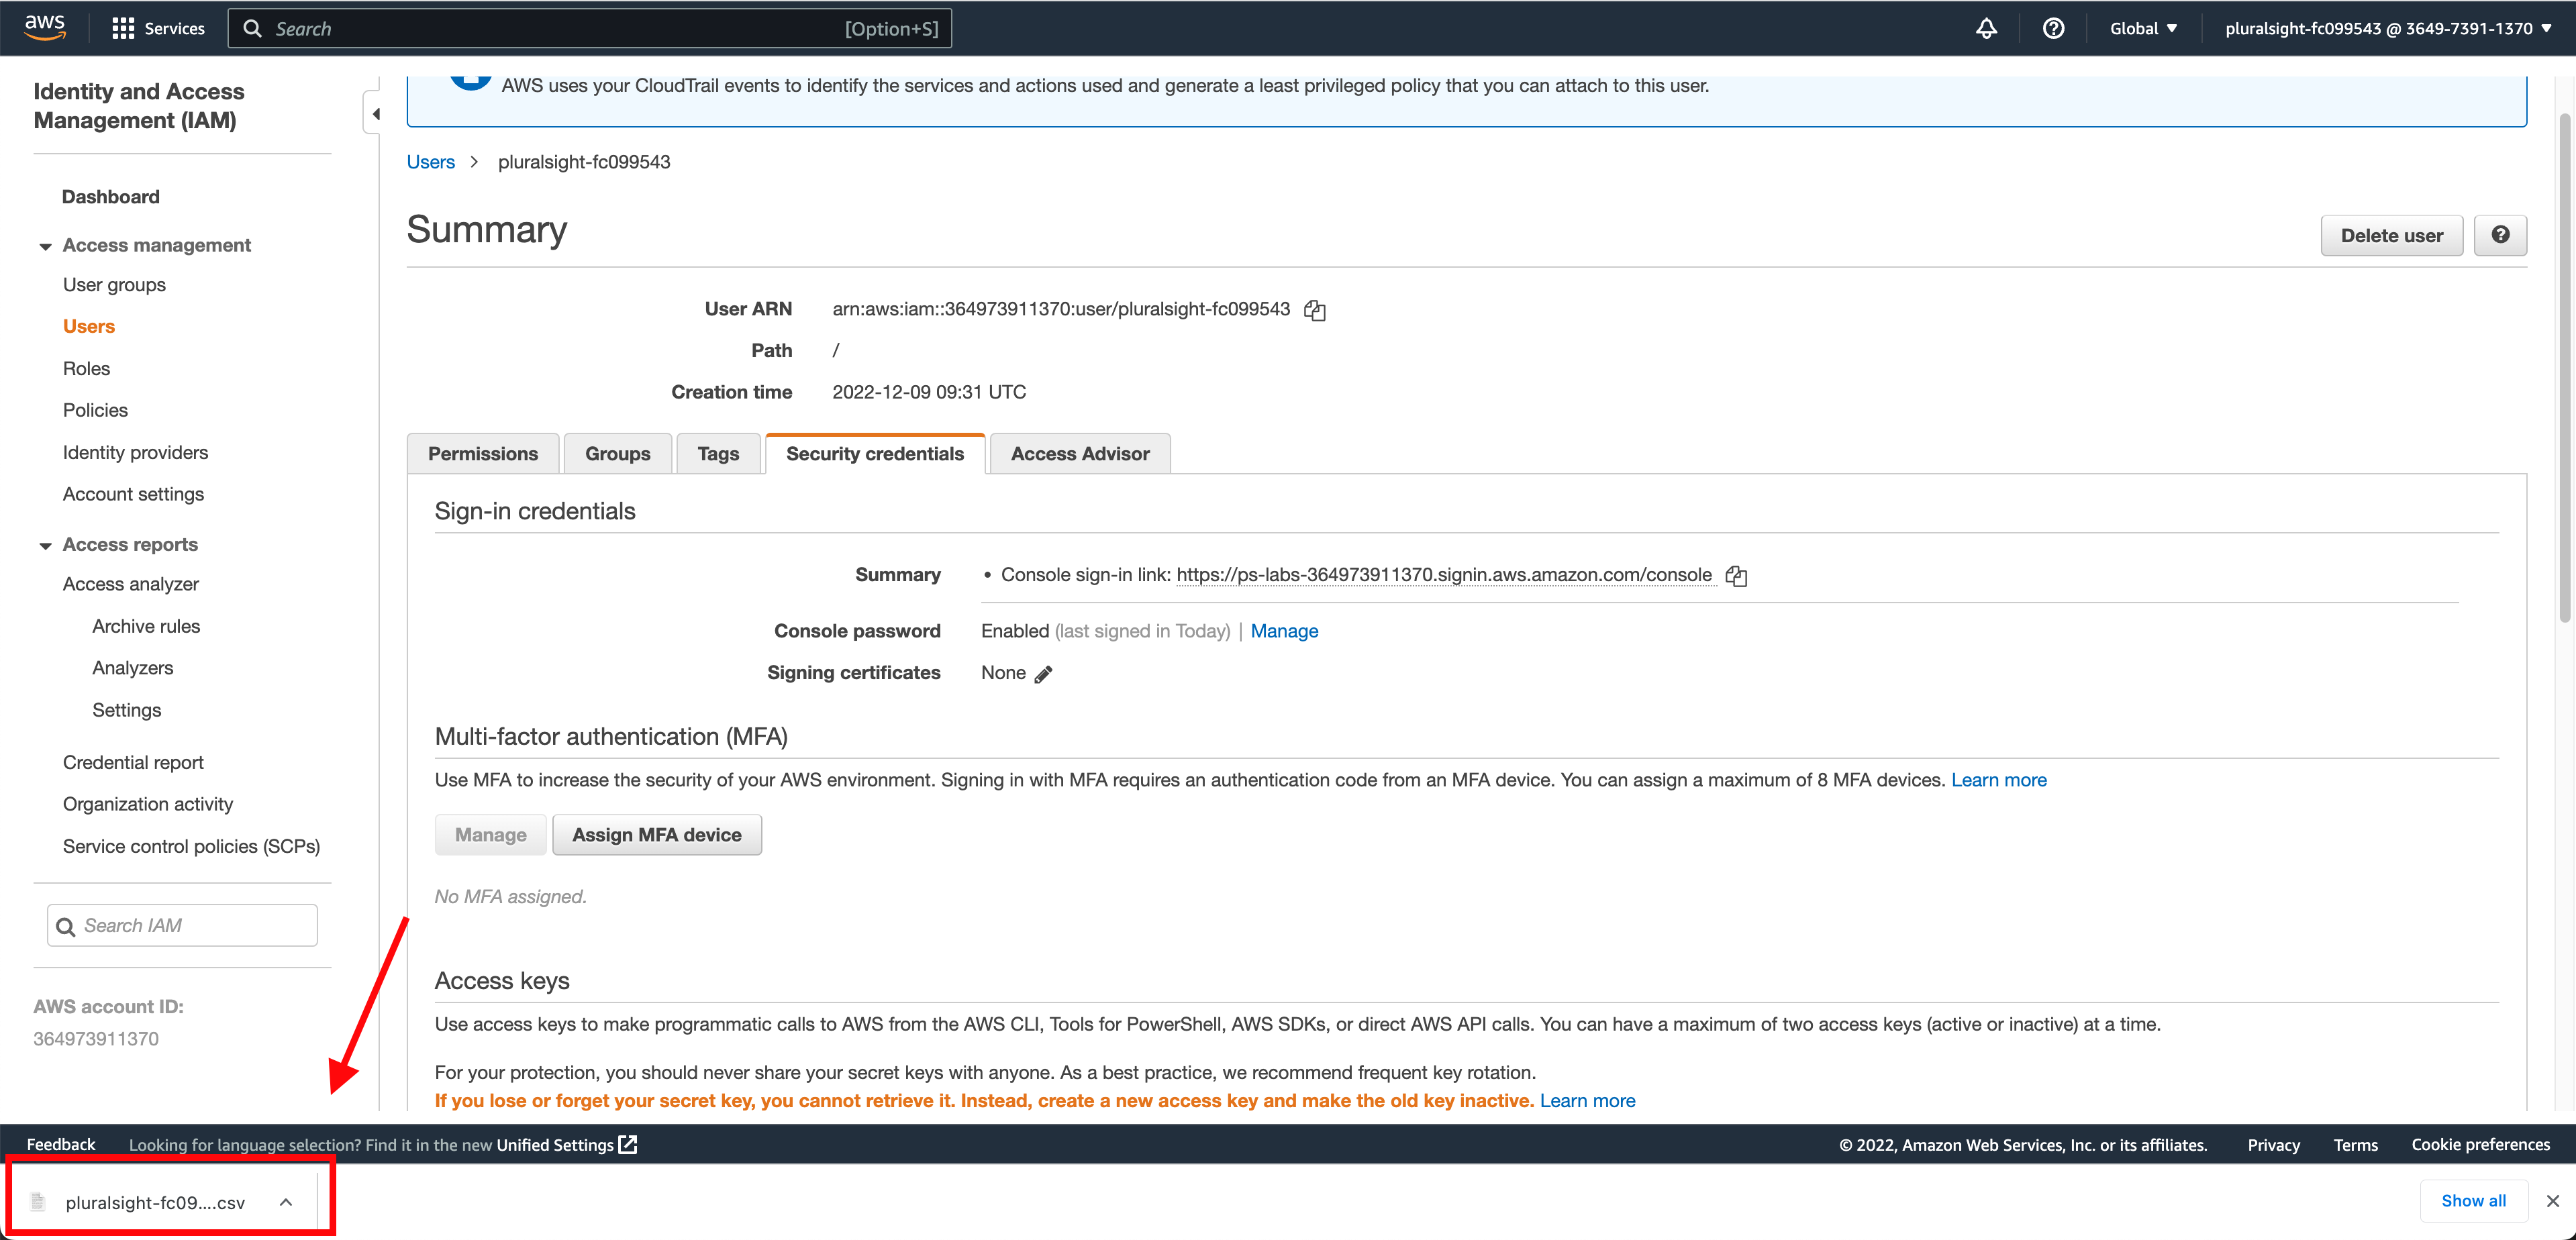 aws
Services
Search
[Option+S]
Global
pluralsight-fc099543 @ 3649-7391-1370
Identity and Access
Management (IAM)
Dashboard
Access management
User groups
Users
Roles
Policies
Identity providers
Account settings
Access reports
Access analyzer
Archive rules
Analyzers
Settings
Credential report
Organization activity
Service control policies (SCPs)
Search IAM
AWS account ID:
364973911370
AWS uses your CloudTrail events to identify the services and actions used and generate a least privileged policy that you can attach to this user.
Users > pluralsight-fc099543
Summary
Delete user
User ARN arn:aws:iam::364973911370:user/pluralsight-fc099543
Path /
Creation time 2022-12-09 09:31 UTC
Permissions Groups Tags Security credentials Access Advisor
Sign-in credentials
Summary • Console sign-in link: https://ps-labs-364973911370.signin.aws.amazon.com/console
Console password Enabled (last signed in Today) | Manage
Signing certificates None
Multi-factor authentication (MFA)
Use MFA to increase the security of your AWS environment. Signing in with MFA requires an authentication code from an MFA device. You can assign a maximum of 8 MFA devices. Learn more
Manage Assign MFA device
No MFA assigned.
Access keys
Use access keys to make programmatic calls to AWS from the AWS CLI, Tools for PowerShell, AWS SDKs, or direct AWS API calls. You can have a maximum of two access keys (active or inactive) at a time.
For your protection, you should never share your secret keys with anyone. As a best practice, we recommend frequent key rotation.
If you lose or forget your secret key, you cannot retrieve it. Instead, create a new access key and make the old key inactive. Learn more
Feedback Looking for language selection? Find it in the new Unified Settings
© 2022, Amazon Web Services, Inc. or its affiliates. Privacy Terms Cookie preferences
pluralsight-fc09....csv
Show all